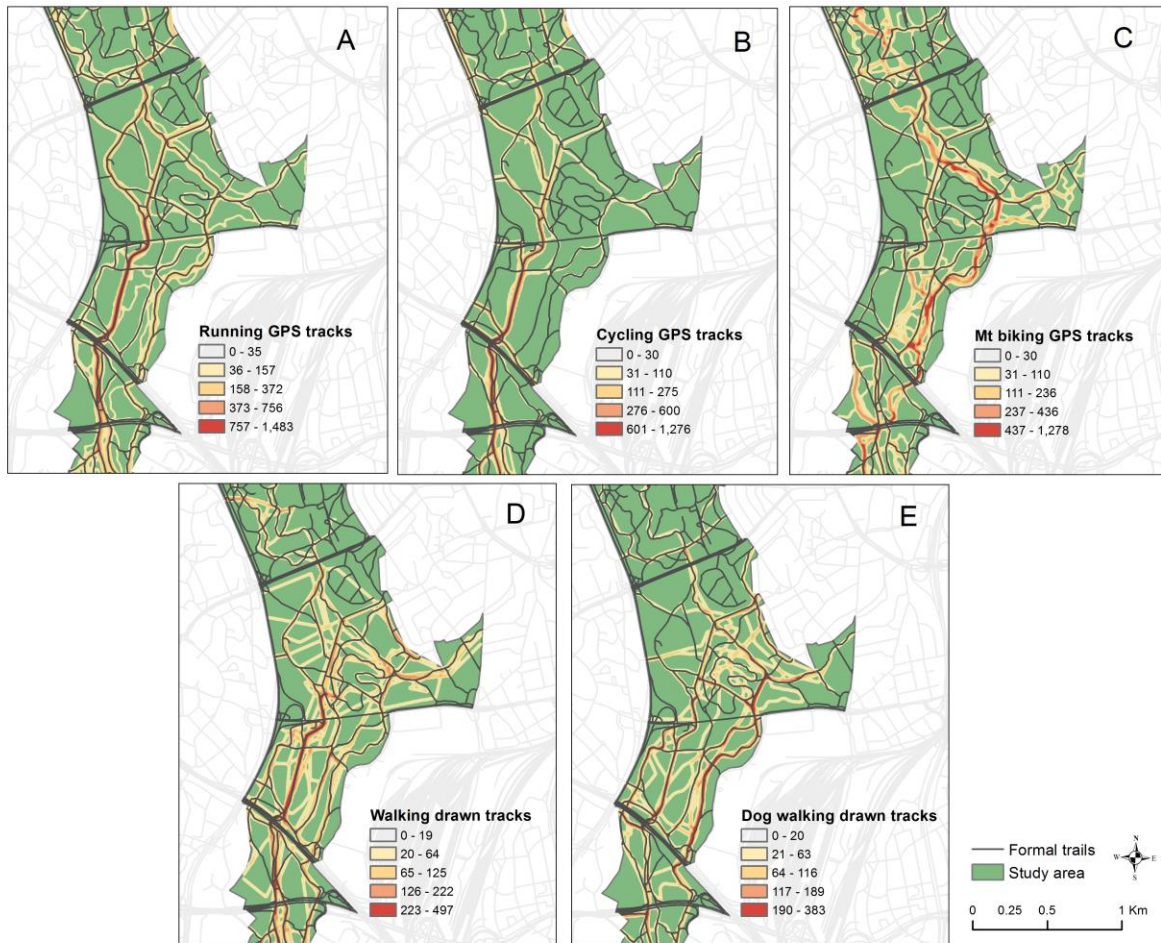 A
Running GPS tracks
0 - 35
36 - 157
158 - 372
373 - 756
757 - 1,483
B
Cycling GPS tracks
0 - 30
31 - 110
111 - 275
276 - 600
601 - 1,276
C
Mt biking GPS tracks
0 - 30
31 - 110
111 - 236
237 - 436
437 - 1,278
D
Walking drawn tracks
0 - 19
20 - 64
65 - 125
126 - 222
223 - 497
E
Dog walking drawn tracks
0 - 20
21 - 63
64 - 116
117 - 189
190 - 383
Formal trails
Study area
N
W E
S
0 0.25 0.5 1 Km